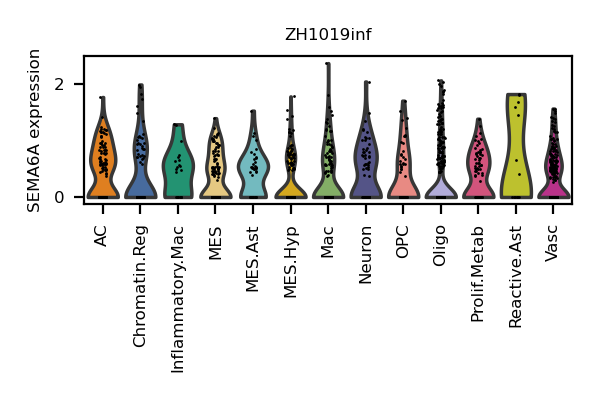 ZH1019inf
SEMA6A expression
2
0
AC
Chromatin.Reg
Inflammatory.Mac
MES
MES.Ast
MES.Hyp
Mac
Neuron
OPC
Oligo
Prolif.Metab
Reactive.Ast
Vasc